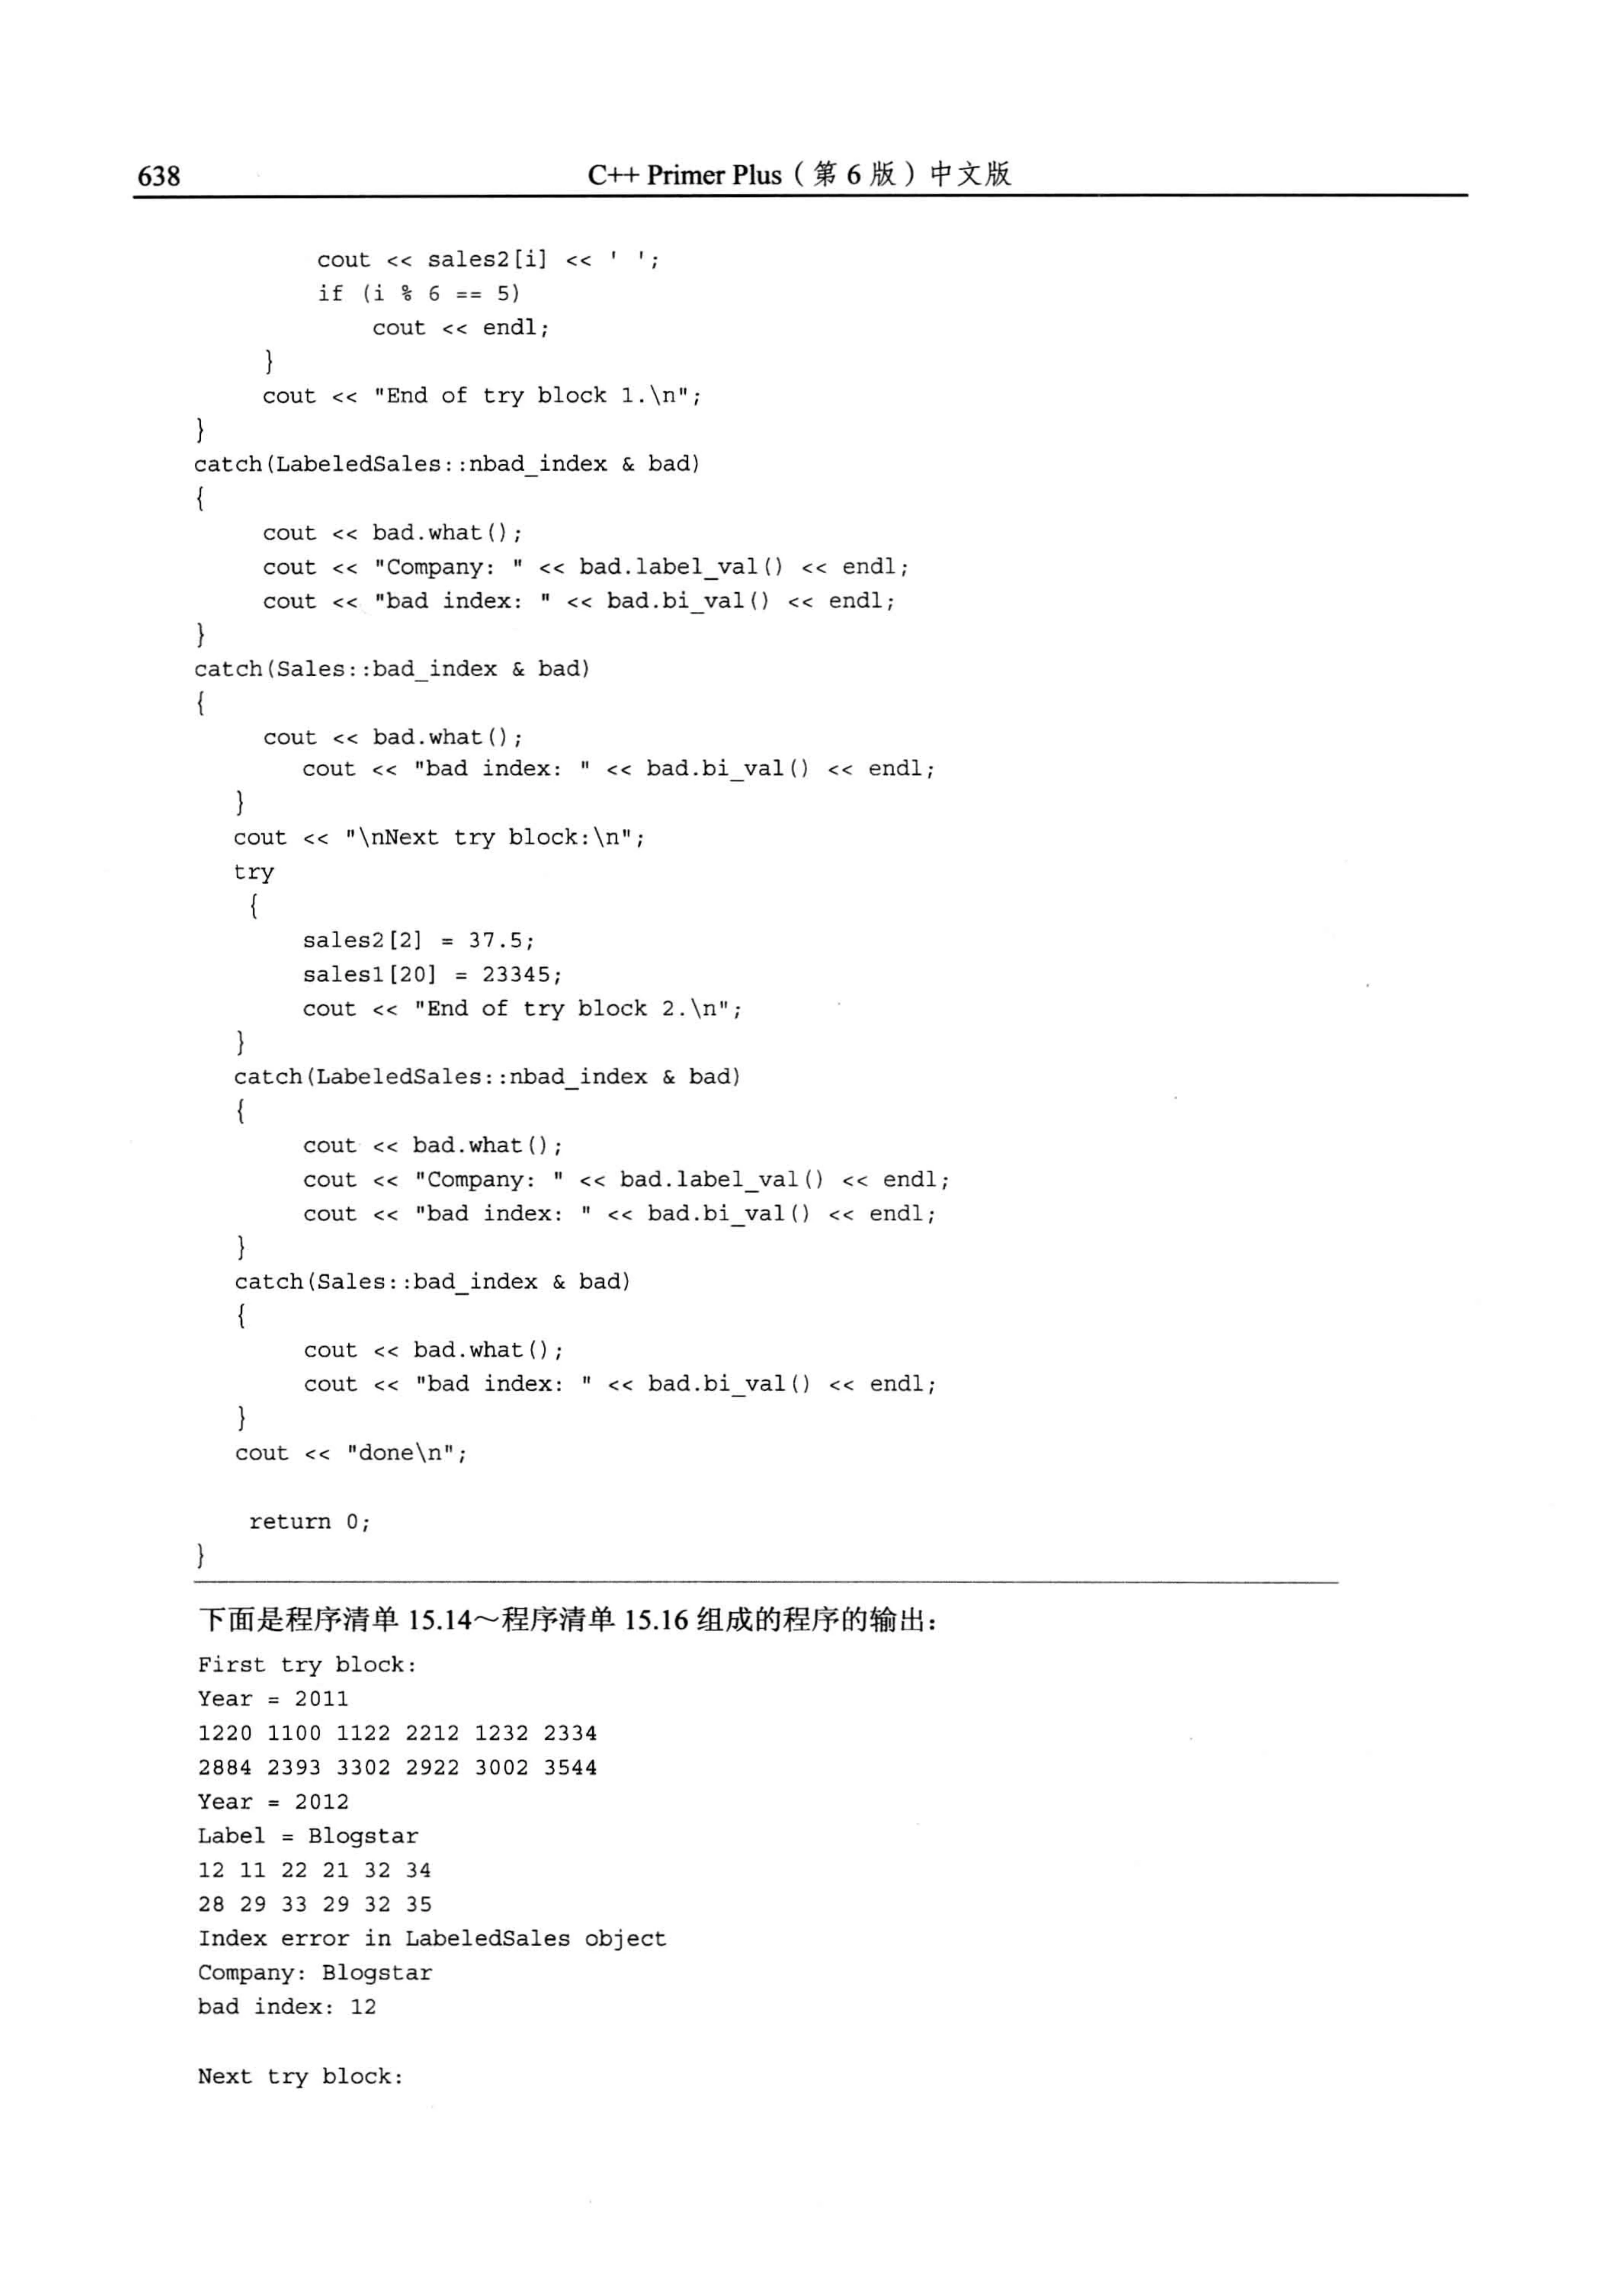 638 C++ Primer Plus（第 6 版）中文版
cout << sales2[i] << ' ';
if (i % 6 == 5)
cout << endl;
}
cout << "End of try block 1.\n";
}
catch(LabeledSales::nbad_index & bad)
{
cout << bad.what();
cout << "Company: " << bad.label_val() << endl;
cout << "bad index: " << bad.bi_val() << endl;
}
catch(Sales::bad_index & bad)
{
cout << bad.what();
cout << "bad index: " << bad.bi_val() << endl;
}
cout << "\nNext try block:\n";
try
{
sales2[2] = 37.5;
sales1[20] = 23345;
cout << "End of try block 2.\n";
}
catch(LabeledSales::nbad_index & bad)
{
cout << bad.what();
cout << "Company: " << bad.label_val() << endl;
cout << "bad index: " << bad.bi_val() << endl;
}
catch(Sales::bad_index & bad)
{
cout << bad.what();
cout << "bad index: " << bad.bi_val() << endl;
}
cout << "done\n";
return 0;
}
下面是程序清单 15.14～程序清单 15.16 组成的程序的输出：
First try block:
Year = 2011
1220 1100 1122 2212 1232 2334
2884 2393 3302 2922 3002 3544
Year = 2012
Label = Blogstar
12 11 22 21 32 34
28 29 33 29 32 35
Index error in LabeledSales object
Company: Blogstar
bad index: 12
Next try block: